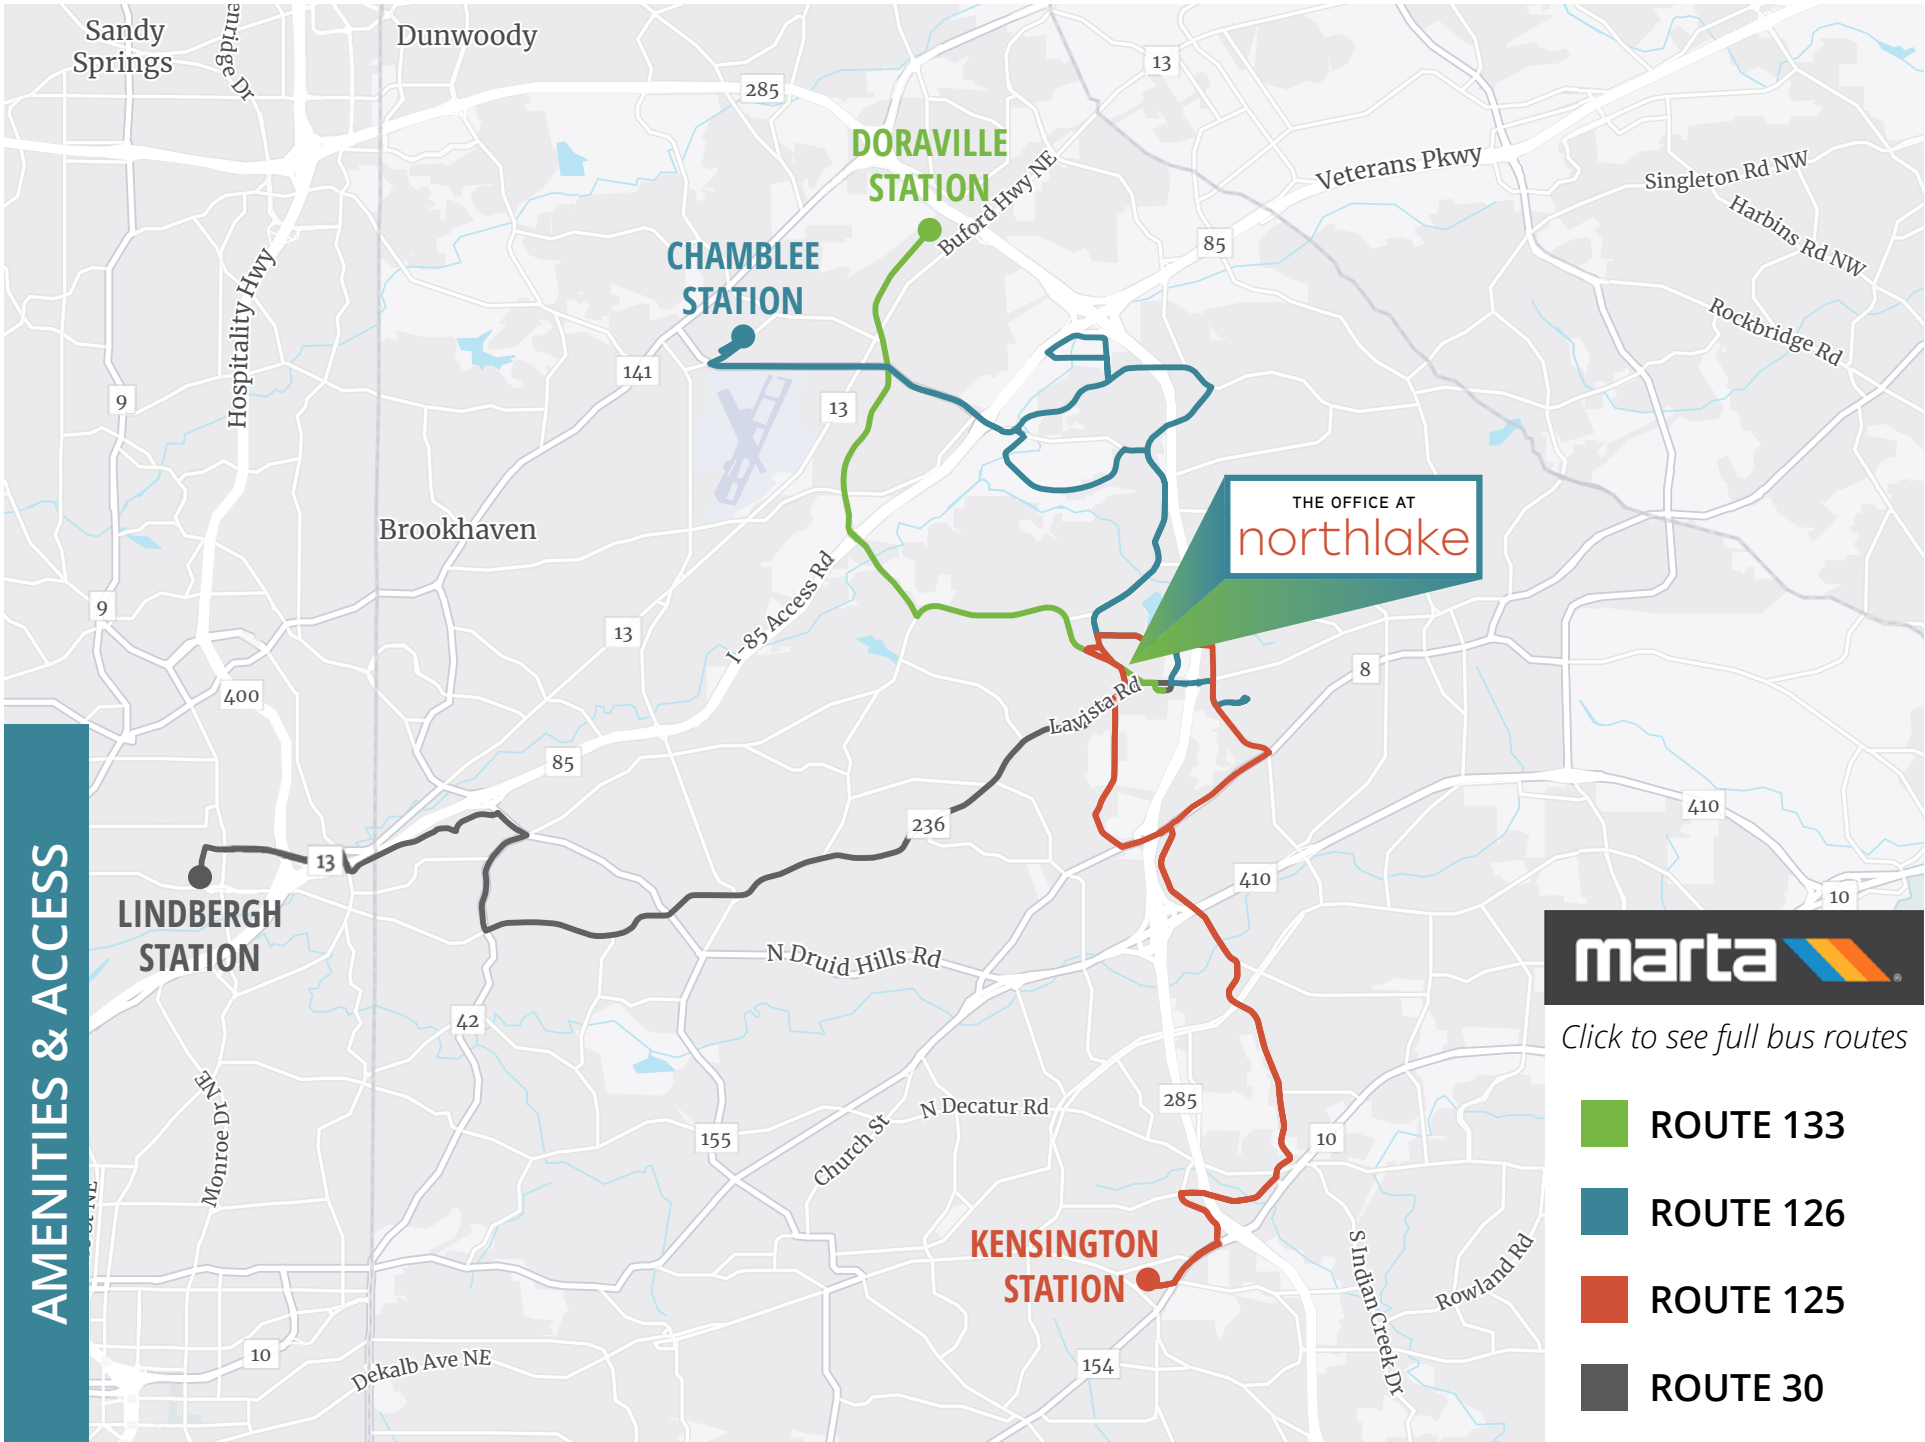 Sandy
Springs
Dunwoody
285
13
DORAVILLE
STATION
Buford Hwy NE
Veterans Pkwy
Singleton Rd NW
Harbins Rd NW
Rockbridge Rd
85
CHAMBLEE
STATION
Hospitality Hwy
141
13
9
THE OFFICE AT
northlake
Brookhaven
I-85 Access Rd
9
13
8
400
Lavista Rd
85
410
236
13
410
10
LINDBERGH
STATION
N Druid Hills Rd
42
285
N Decatur Rd
155
Church St
10
Monroe Dr NE
KENSINGTON
STATION
S Indian Creek Dr
Rowland Rd
10
Dekalb Ave NE
154
AMENITIES & ACCESS
marta
Click to see full bus routes
ROUTE 133
ROUTE 126
ROUTE 125
ROUTE 30